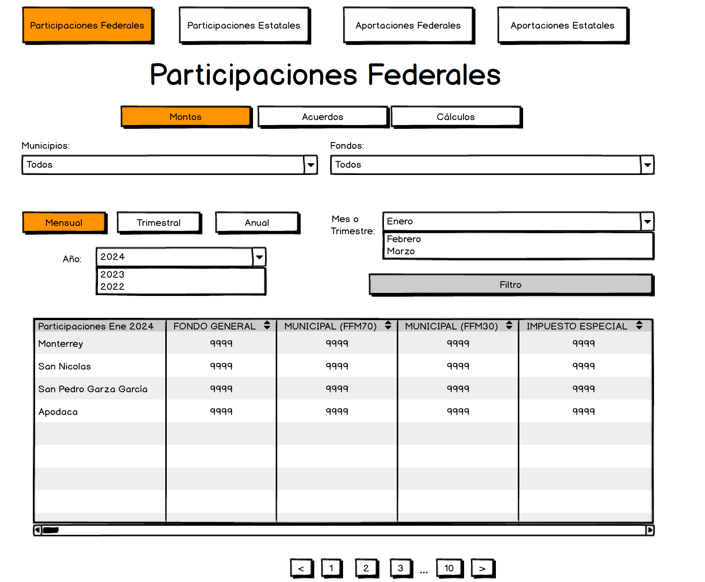 Participaciones Federales
Participaciones Estatales
Aportaciones Federales
Aportaciones Estatales
Participaciones Federales
Montos
Acuerdos
Cálculos
Municipios:
Fondos:
Todos
Todos
Mensual
Trimestral
Anual
Mes o
Trimestre:
Enero
Febrero
Marzo
Año:
2024
2023
2022
Filtro
Participaciones Ene 2024 FONDO GENERAL MUNICIPAL (FFM70) MUNICIPAL (FFM30) IMPUESTO ESPECIAL
Monterrey 9999 9999 9999 9999
San Nicolas 9999 9999 9999 9999
San Pedro Garza García 9999 9999 9999 9999
Apodaca 9999 9999 9999 9999
< 1 2 3 ... 10 >